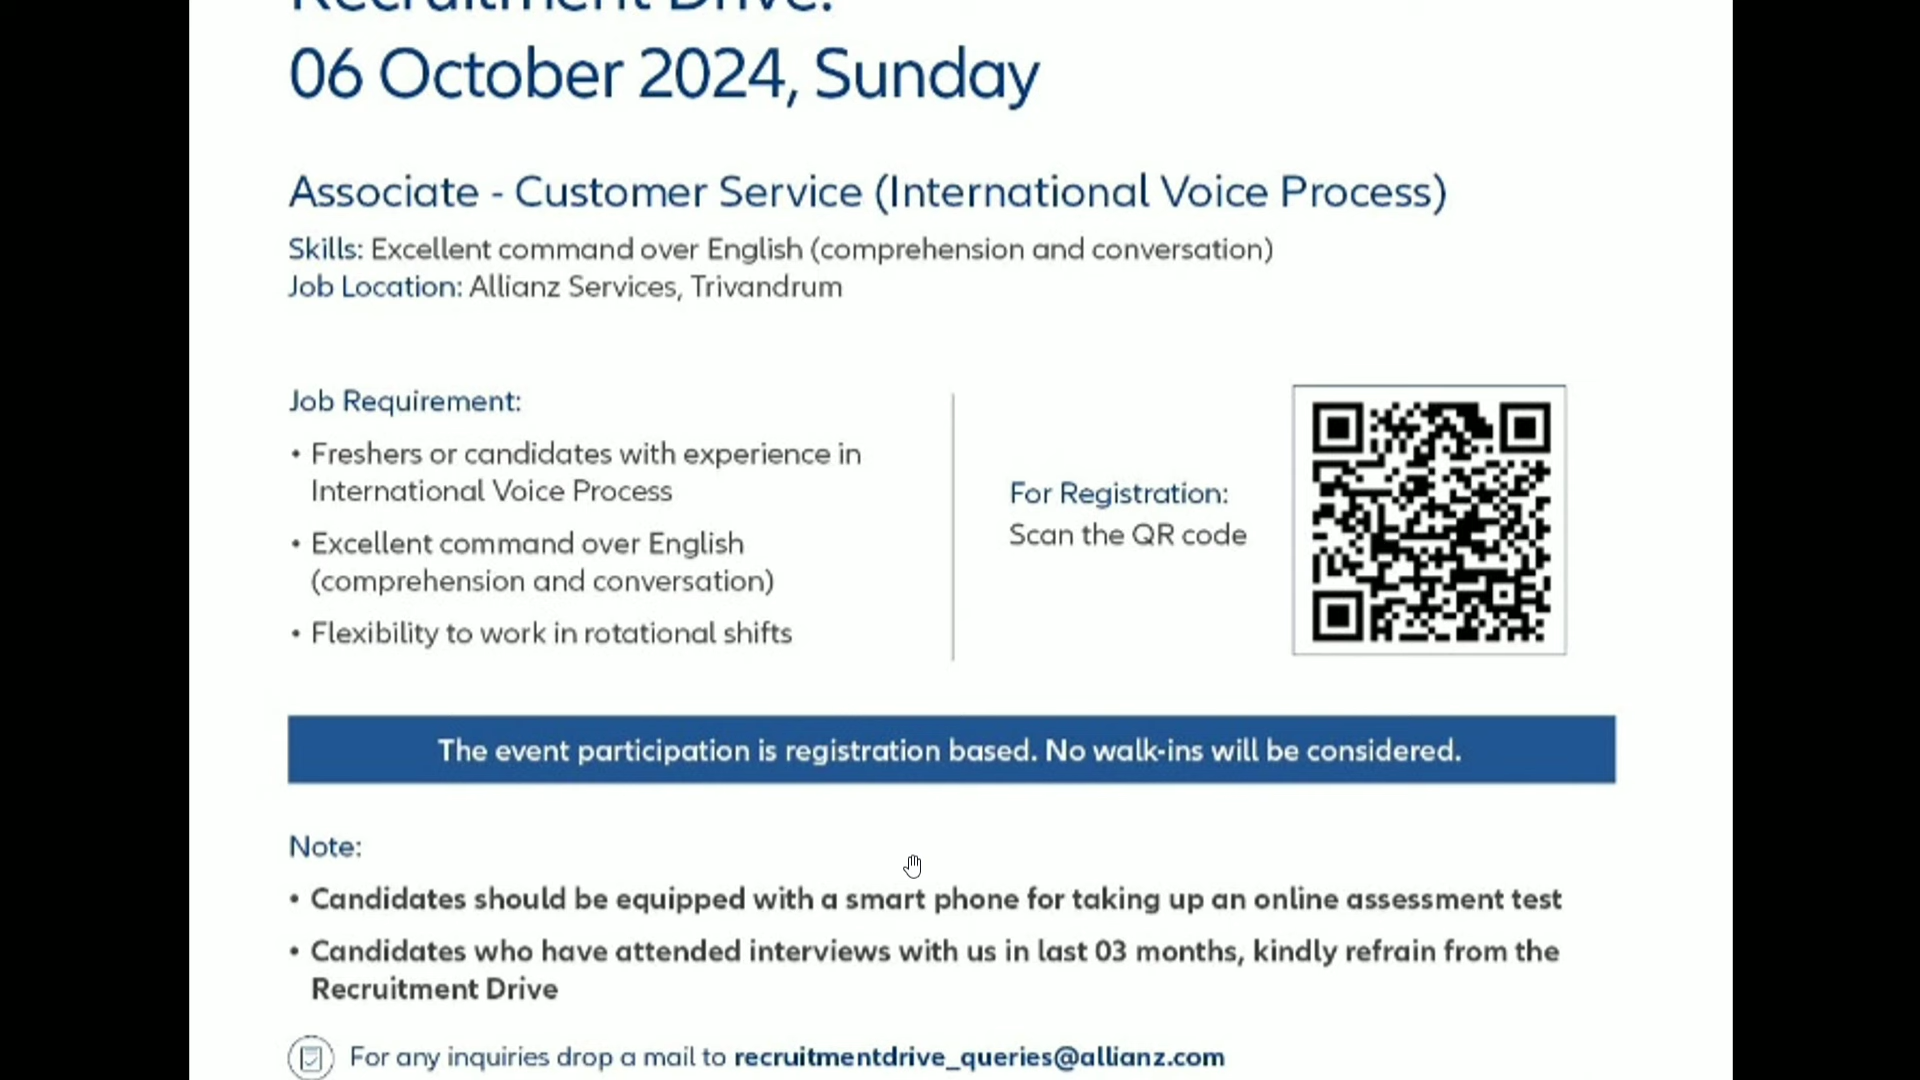 Recruitment Drive:
06 October 2024, Sunday
Associate - Customer Service (International Voice Process)
Skills: Excellent command over English (comprehension and conversation)
Job Location: Allianz Services, Trivandrum
Job Requirement:
• Freshers or candidates with experience in
International Voice Process
• Excellent command over English
(comprehension and conversation)
• Flexibility to work in rotational shifts
For Registration:
Scan the QR code
The event participation is registration based. No walk-ins will be considered.
Note:
• Candidates should be equipped with a smart phone for taking up an online assessment test
• Candidates who have attended interviews with us in last 03 months, kindly refrain from the
Recruitment Drive
For any inquiries drop a mail to recruitmentdrive_queries@allianz.com